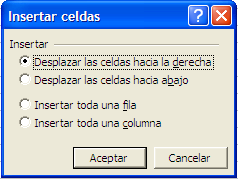 Insertar celdas
Insertar
Desplazar las celdas hacia la derecha
Desplazar las celdas hacia abajo
Insertar toda una fila
Insertar toda una columna
Aceptar
Cancelar